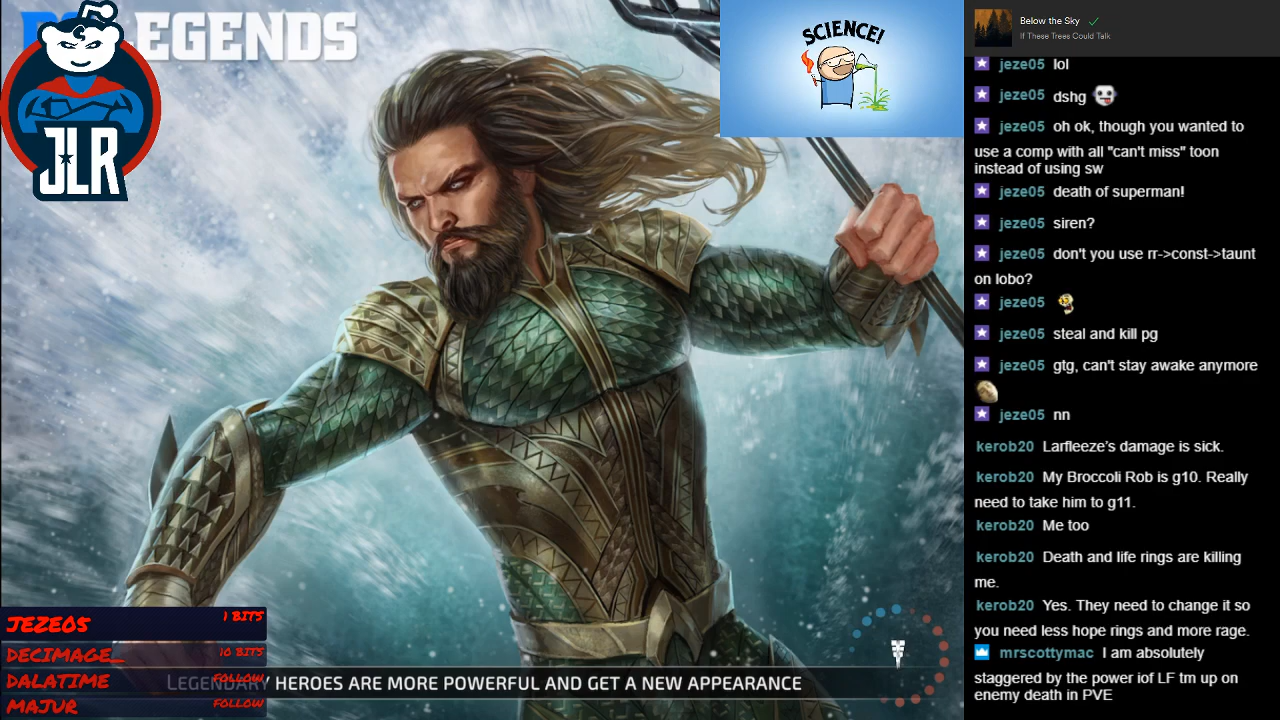 LEGENDS
JLR
SCIENCE!
Below the Sky
If These Trees Could Talk
jeze05 lol
jeze05 dshg
jeze05 oh ok, though you wanted to
use a comp with all "can't miss" toon
instead of using sw
jeze05 death of superman!
jeze05 siren?
jeze05 don't you use rr->const->taunt
on lobo?
jeze05
jeze05 steal and kill pg
jeze05 gtg, can't stay awake anymore
jeze05 nn
kerob20 Larfleeze's damage is sick.
kerob20 My Broccoli Rob is g10. Really
need to take him to g11.
kerob20 Me too
kerob20 Death and life rings are killing
me.
kerob20 Yes. They need to change it so
you need less hope rings and more rage.
mrscottymac I am absolutely
staggered by the power iof LF tm up on
enemy death in PVE
JEZE05 1 BITS
DECIMAGE_ 10 BITS
DALATIME FOLLOW
MAJUR FOLLOW
LEGENDARY HEROES ARE MORE POWERFUL AND GET A NEW APPEARANCE